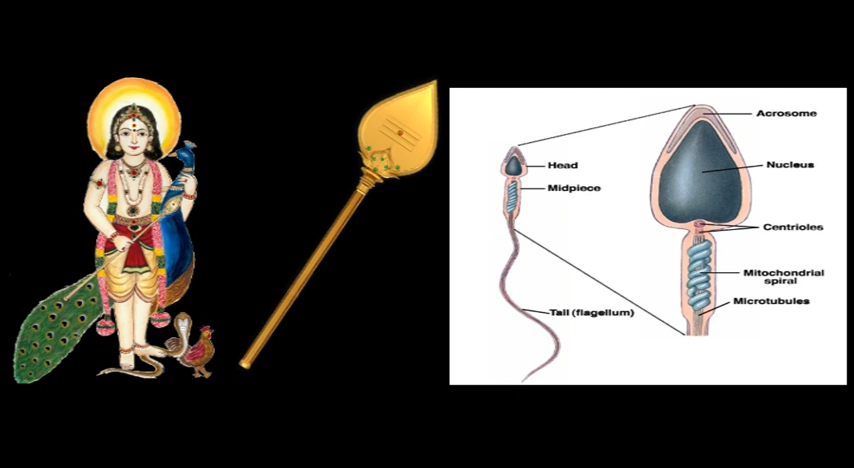 Acrosome
Head
Nucleus
Midpiece
Centrioles
Mitochondrial
spiral
Microtubules
Tail (flagellum)